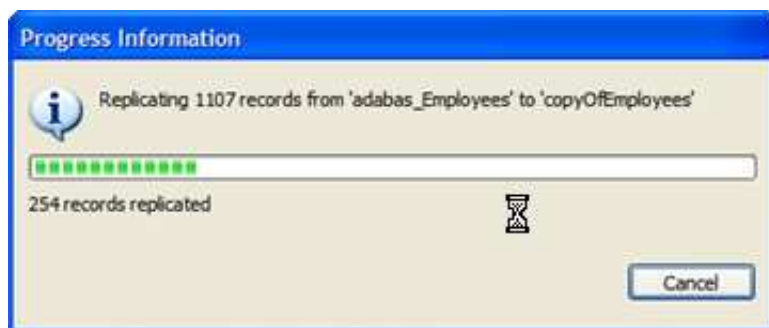 Progress Information
Replicating 1107 records from 'adabas_Employees' to 'copyOfEmployees'
254 records replicated
Cancel